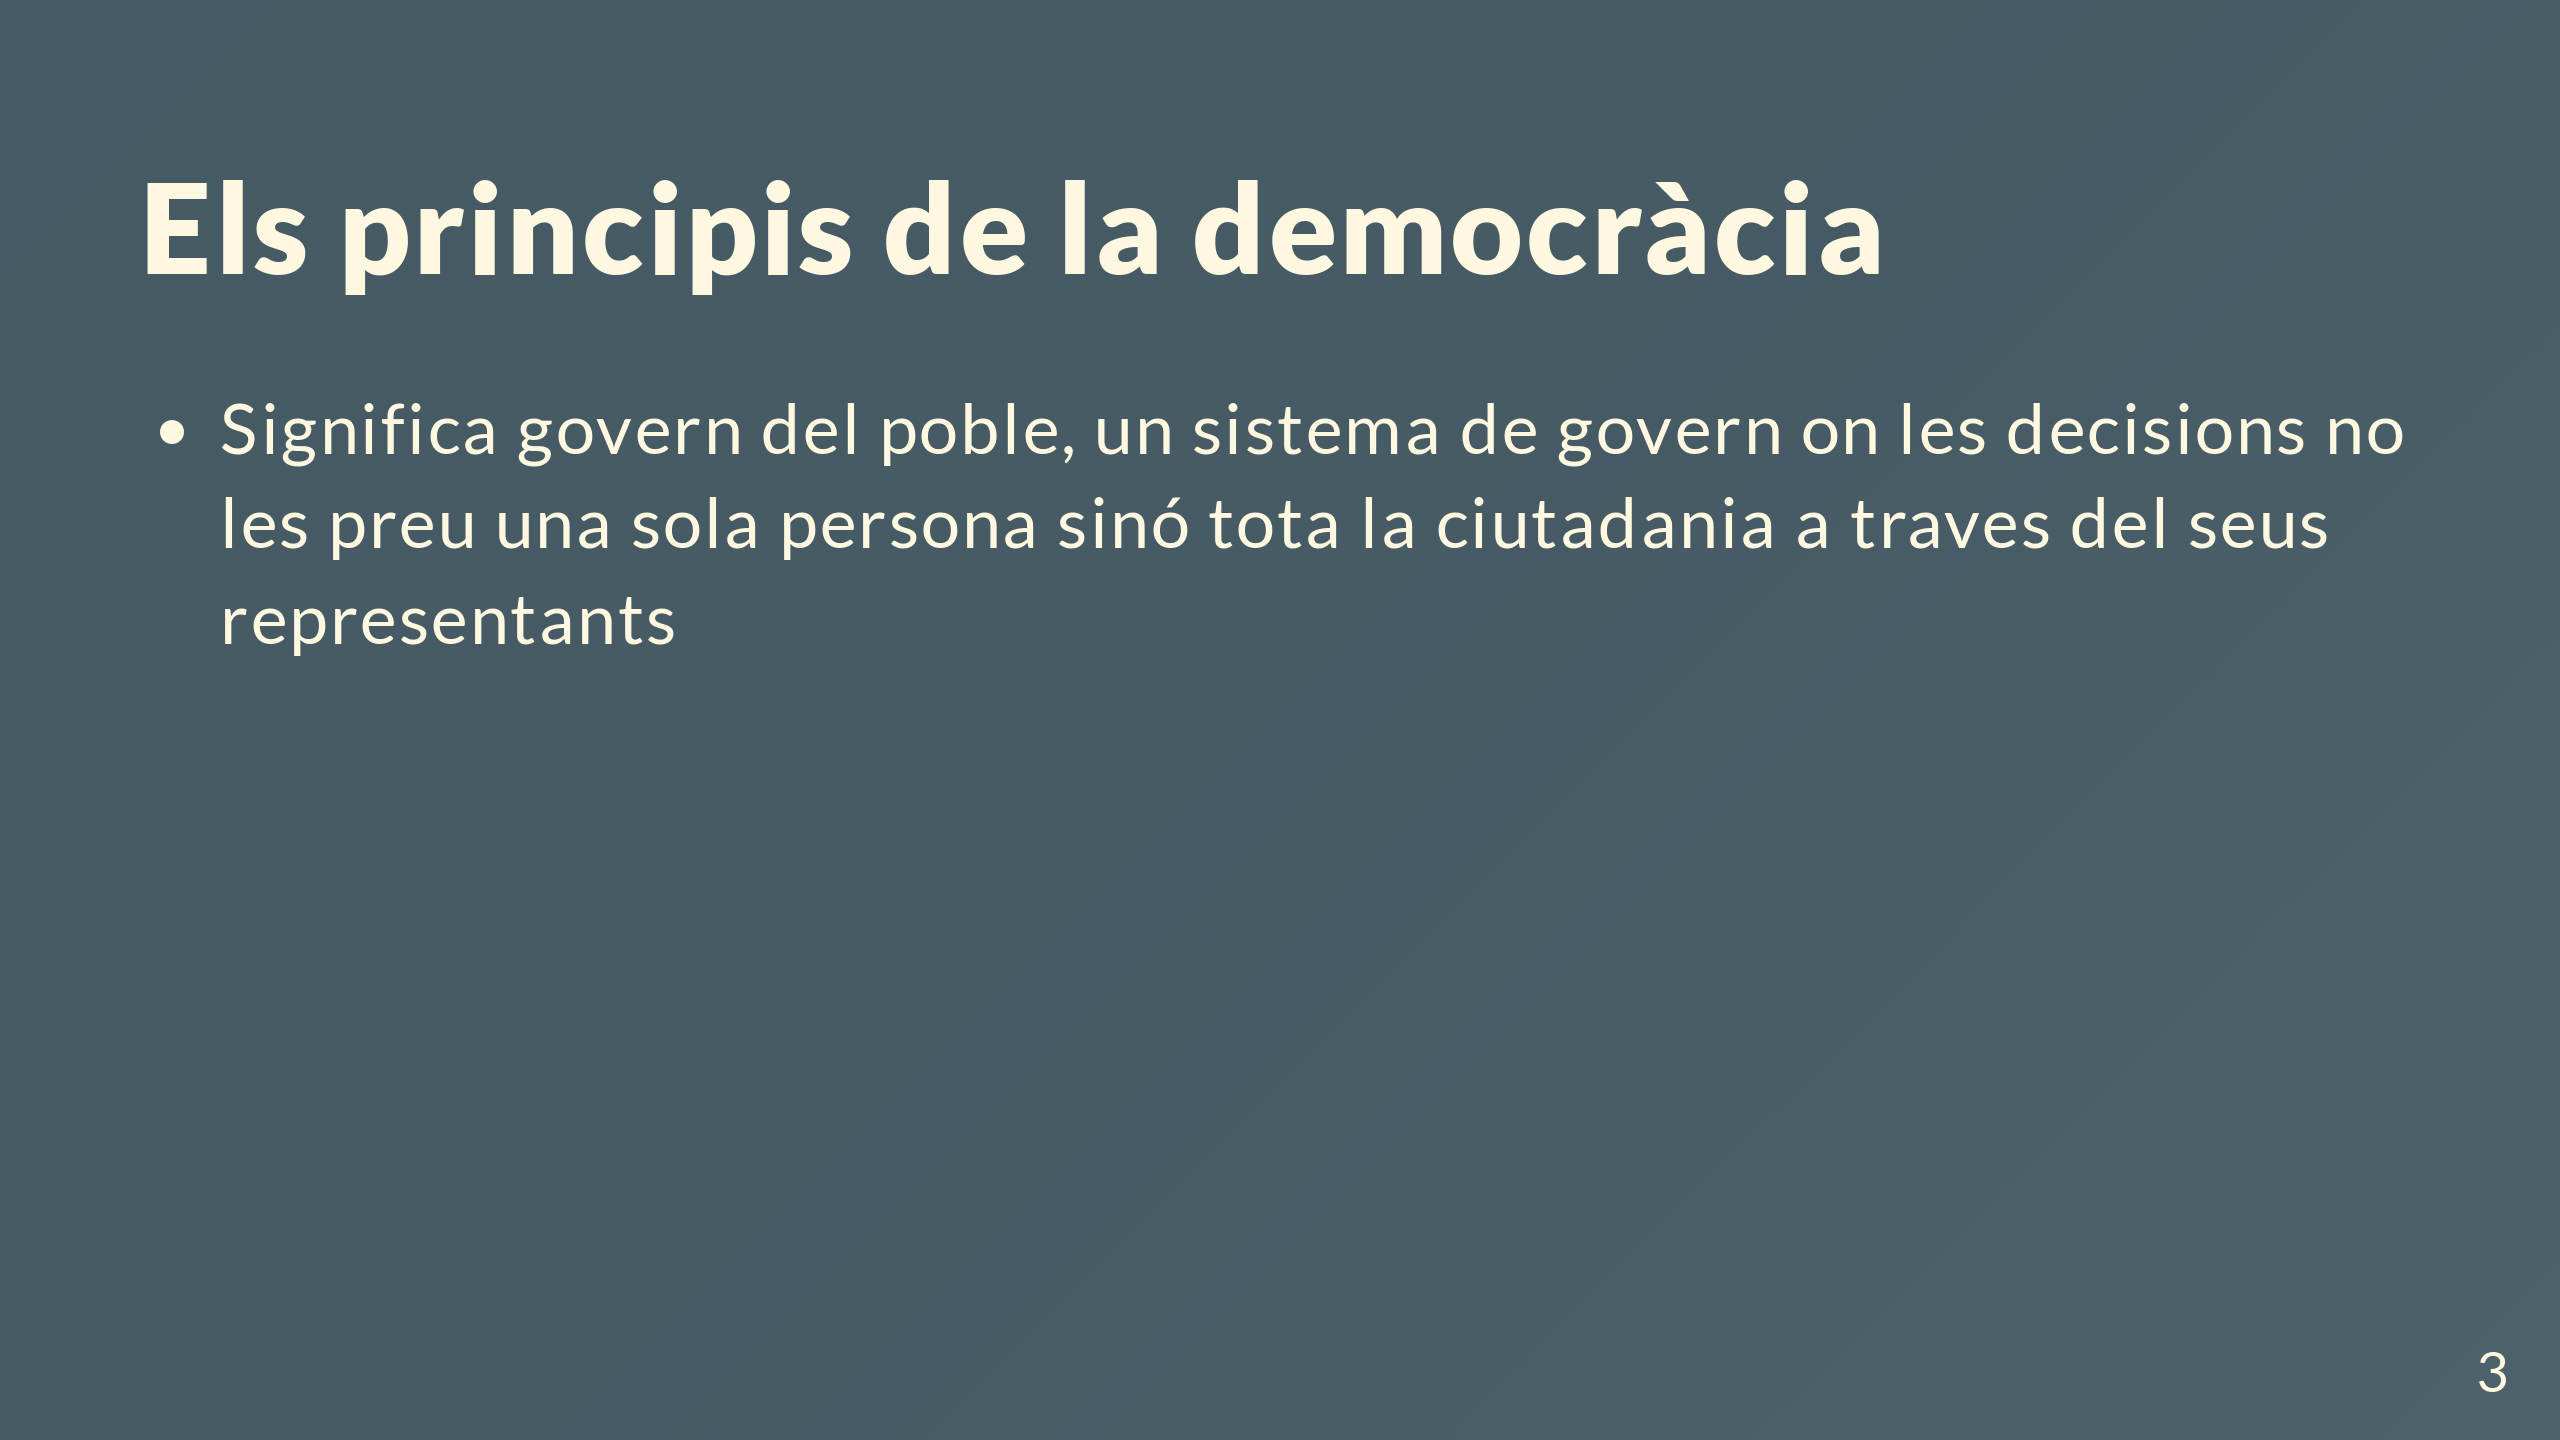 Els principis de la democràcia
• Significa govern del poble, un sistema de govern on les decisions no
les preu una sola persona sinó tota la ciutadania a traves del seus
representants
3